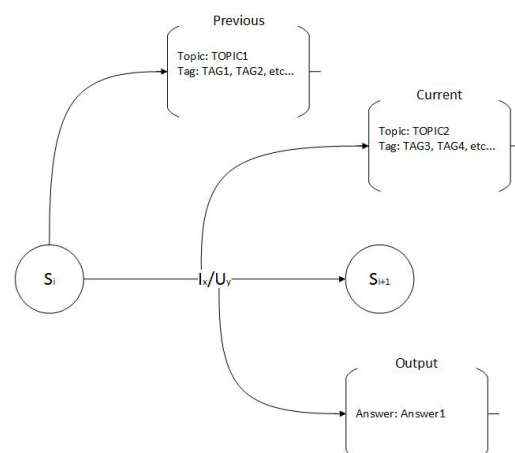 Previous
Topic: TOPIC1
Tag: TAG1, TAG2, etc...
Current
Topic: TOPIC2
Tag: TAG3, TAG4, etc...
Si
Ix/Uy
Si+1
Output
Answer: Answer1